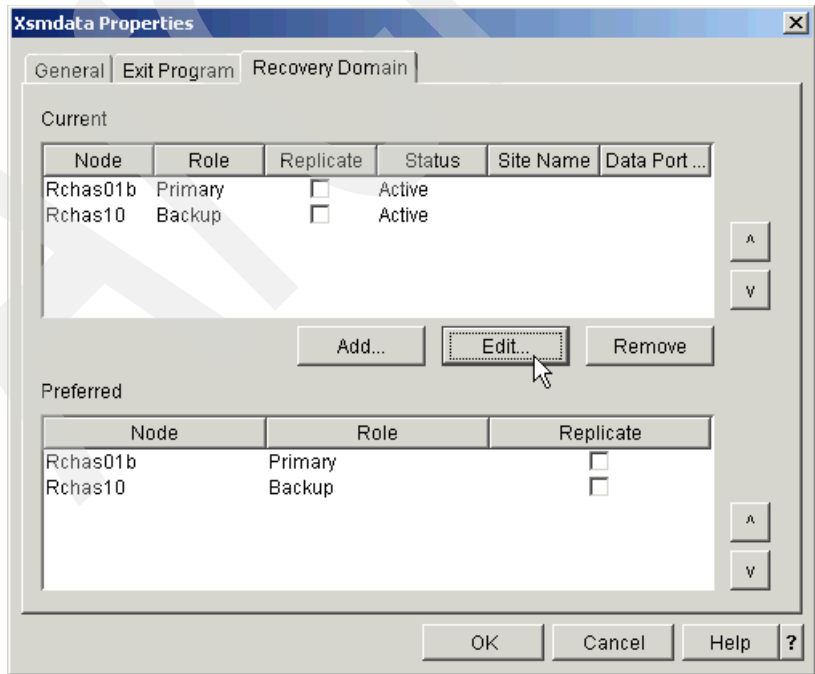 Xsmdata Properties
General Exit Program Recovery Domain
Current
Node Role Replicate Status Site Name Data Port ...
Rchas01b Primary Active
Rchas10 Backup Active
^
v
Add... Edit... Remove
Preferred
Node Role Replicate
Rchas01b Primary
Rchas10 Backup
^
v
OK Cancel Help ?